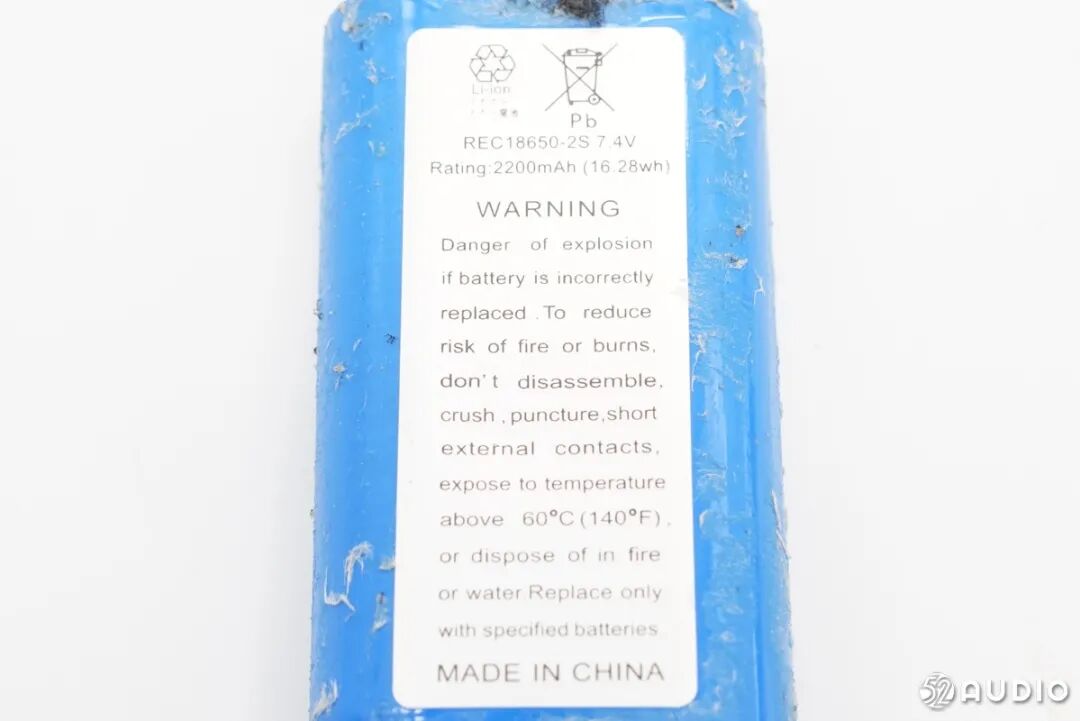 Li-ion
Pb
REC18650-2S 7.4V
Rating:2200mAh (16.28wh)
WARNING
Danger of explosion
if battery is incorrectly
replaced .To reduce
risk of fire or burns,
don't disassemble,
crush ,puncture,short
external contacts,
expose to temperature
above 60°C(140°F),
or dispose of in fire
or water.Replace only
with specified batteries
MADE IN CHINA
52 AUDIO